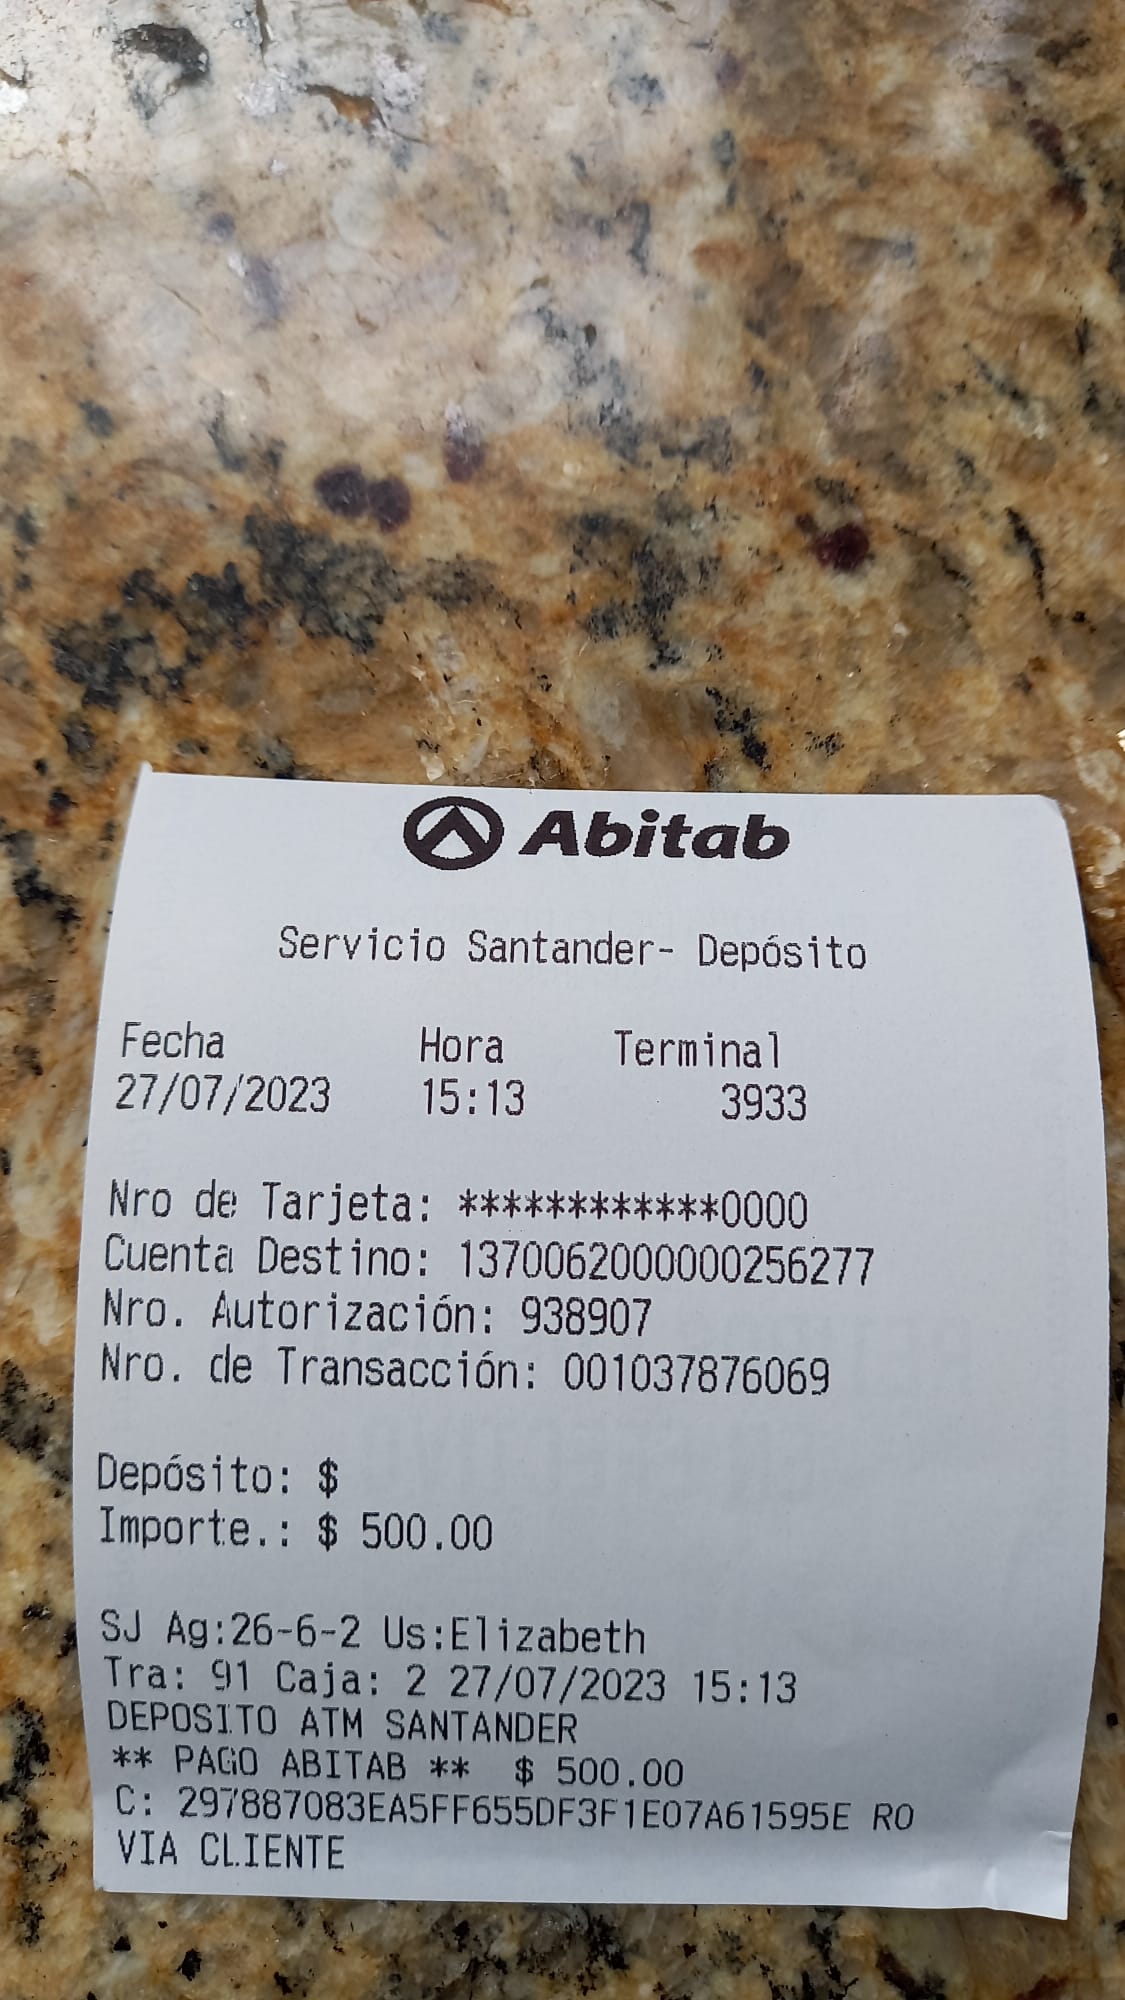 Abitab
Servicio Santander- Depósito
Fecha Hora Terminal
27/07/2023 15:13 3933
Nro de Tarjeta: ************0000
Cuenta Destino: 1370062000000256277
Nro. Autorización: 938907
Nro. de Transacción: 001037876069
Depósito: $
Importe.: $ 500.00
SJ Ag:26-6-2 Us:Elizabeth
Tra: 91 Caja: 2 27/07/2023 15:13
DEPOSITO ATM SANTANDER
** PAGO ABITAB ** $ 500.00
C: 297887083EA5FF655DF3F1E07A61595E RO
VIA CLIENTE